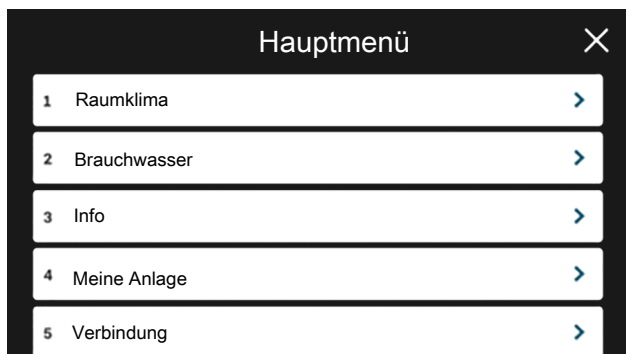 Hauptmenü
1 Raumklima
2 Brauchwasser
3 Info
4 Meine Anlage
5 Verbindung